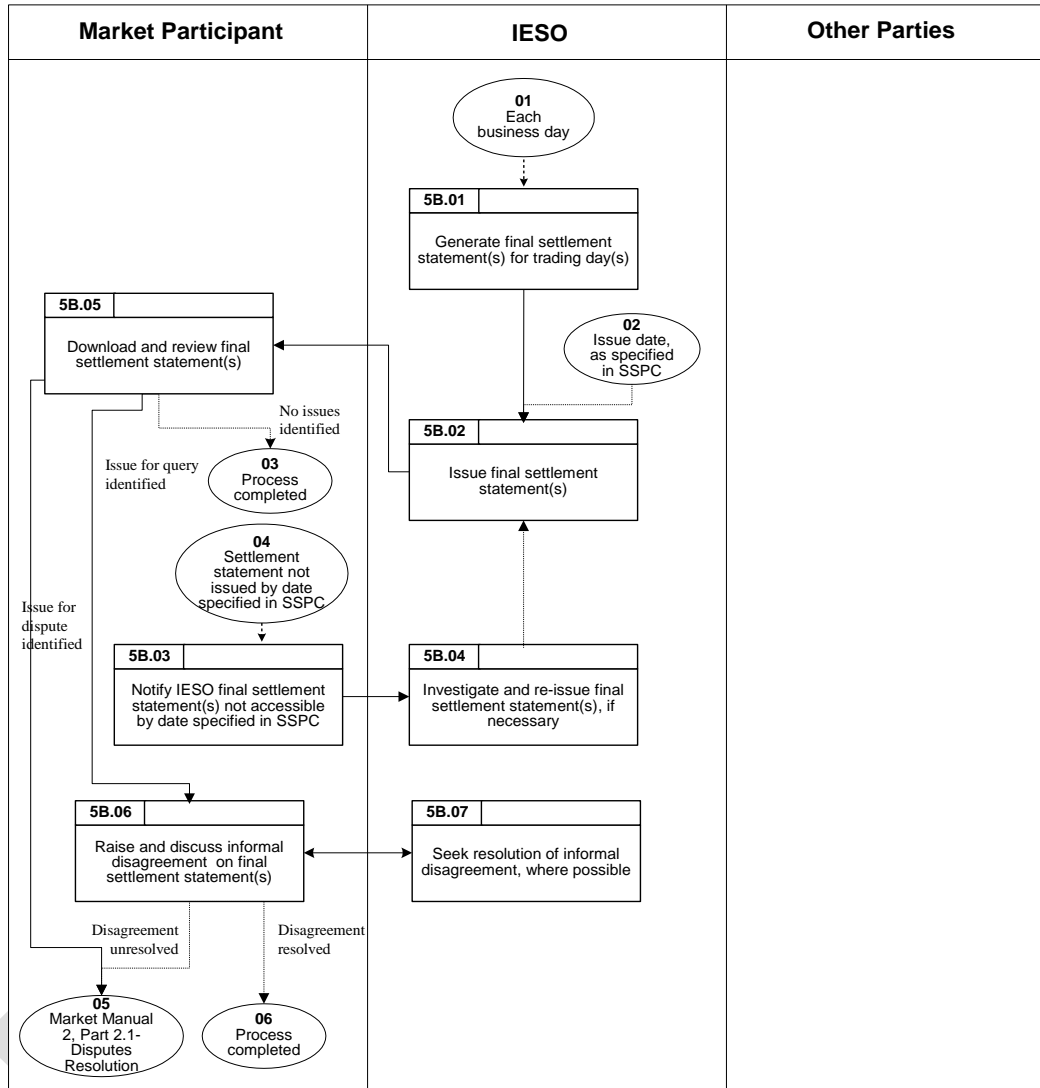 Market Participant
IESO
Other Parties
01
Each
business day
5B.01
Generate final settlement
statement(s) for trading day(s)
5B.05
Download and review final
settlement statement(s)
02
Issue date,
as specified
in SSPC
No issues
identified
5B.02
Issue final settlement
statement(s)
Issue for query
identified
03
Process
completed
04
Settlement
statement not
issued by date
specified in SSPC
Issue for
dispute
identified
5B.03
Notify IESO final settlement
statement(s) not accessible
by date specified in SSPC
5B.04
Investigate and re-issue final
settlement statement(s), if
necessary
5B.06
Raise and discuss informal
disagreement on final
settlement statement(s)
5B.07
Seek resolution of informal
disagreement, where possible
Disagreement
unresolved
Disagreement
resolved
05
Market Manual
2, Part 2.1-
Disputes
Resolution
06
Process
completed